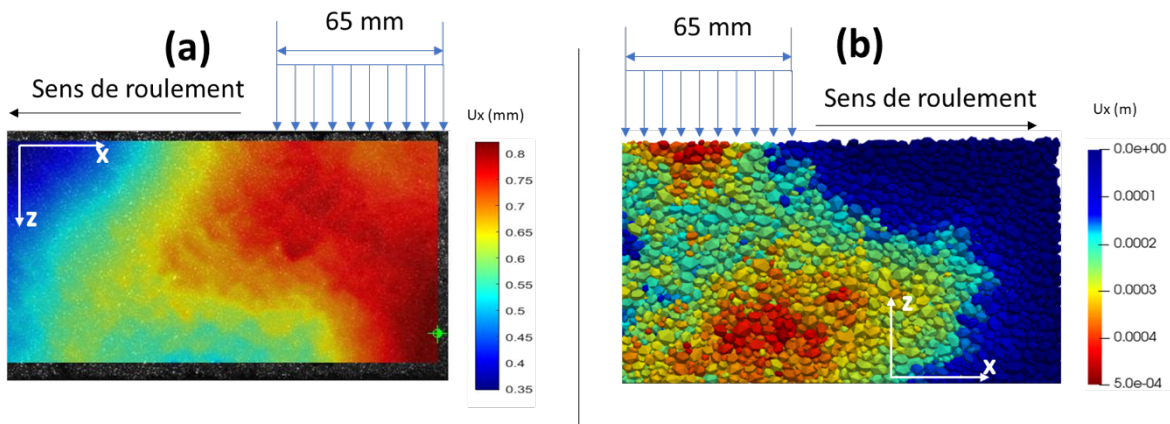 (a)
65 mm
Sens de roulement
x
z
Ux (mm)
0.8
0.75
0.7
0.65
0.6
0.55
0.5
0.45
0.4
0.35
65 mm
(b)
Sens de roulement
z
x
Ux (m)
0.0e+00
0.0001
0.0002
0.0003
0.0004
5.0e-04